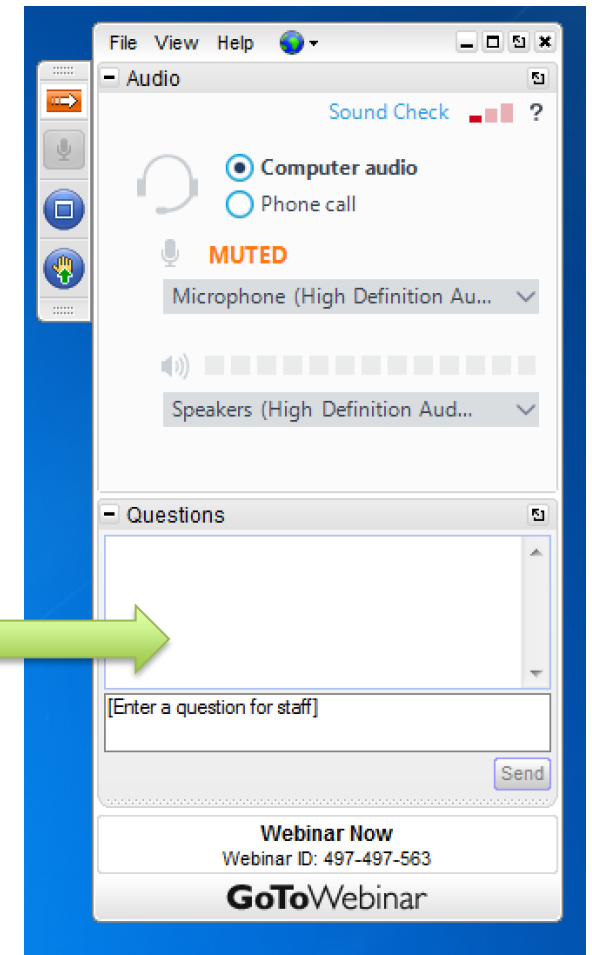 File View Help
Audio
Sound Check ?
Computer audio
Phone call
MUTED
Microphone (High Definition Au...
Speakers (High Definition Aud...
Questions
[Enter a question for staff]
Send
Webinar Now
Webinar ID: 497-497-563
GoToWebinar